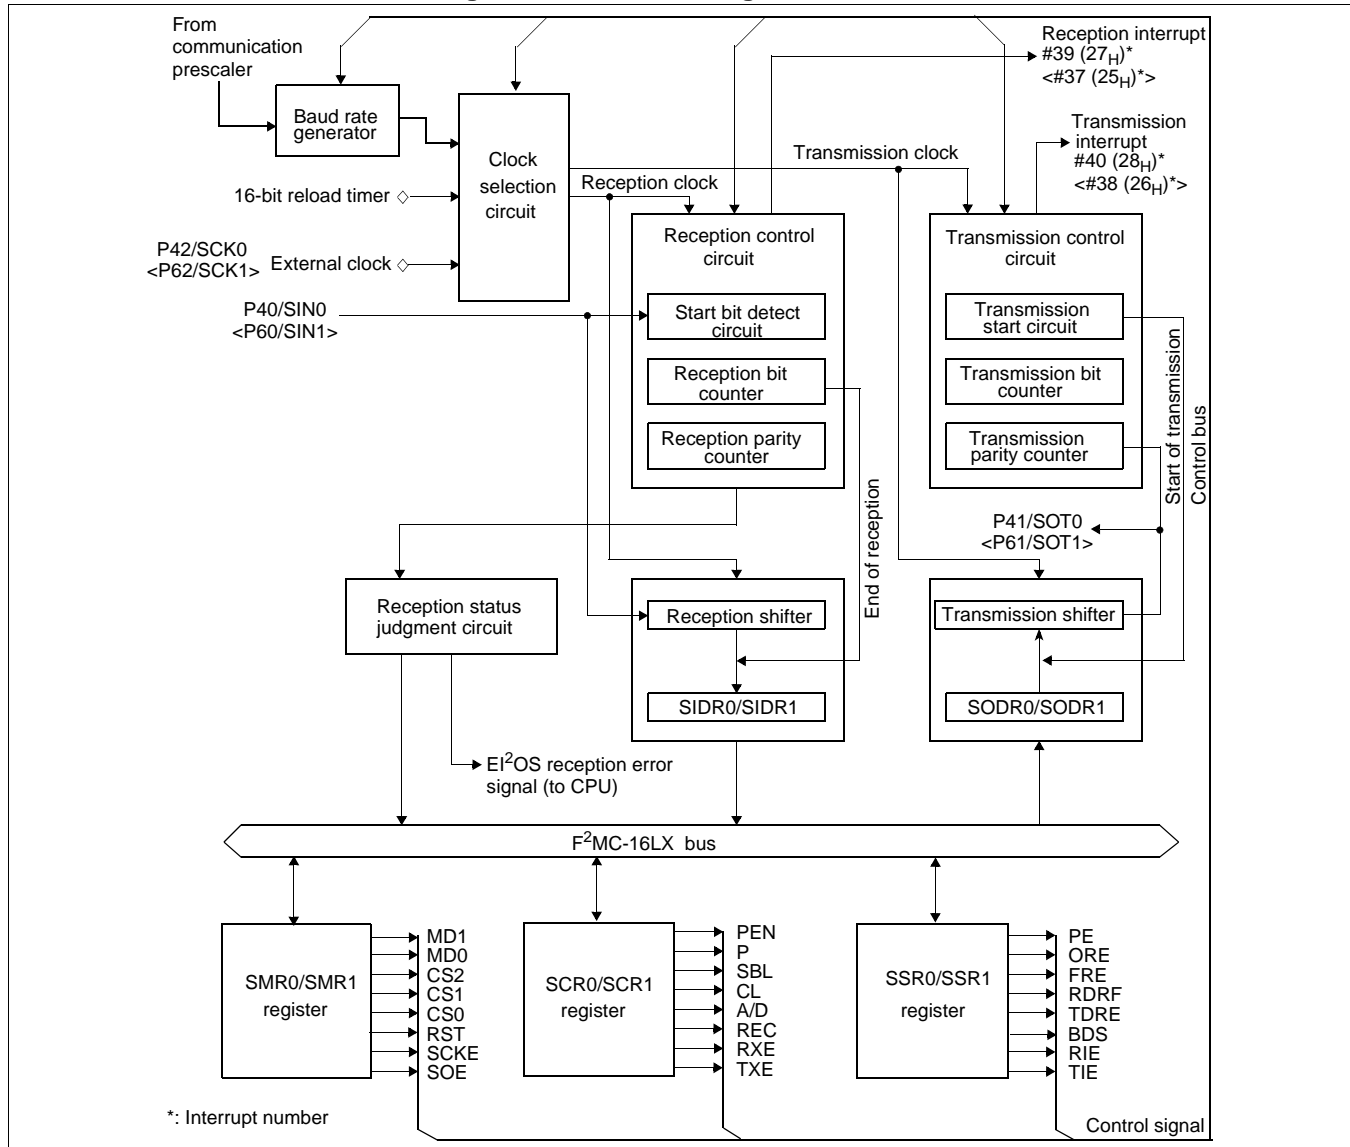 From
communication
prescaler
Baud rate
generator
Clock
selection
circuit
16-bit reload timer
P42/SCK0
<P62/SCK1>
External clock
P40/SIN0
<P60/SIN1>
Reception clock
Transmission clock
Reception interrupt
#39 (27H)*
<#37 (25H)*>
Transmission
interrupt
#40 (28H)*
<#38 (26H)*>
Reception control
circuit
Start bit detect
circuit
Reception bit
counter
Reception parity
counter
Transmission control
circuit
Transmission
start circuit
Transmission bit
counter
Transmission
parity counter
Start of transmission
Control bus
End of reception
P41/SOT0
<P61/SOT1>
Reception status
judgment circuit
Reception shifter
SIDR0/SIDR1
Transmission shifter
SODR0/SODR1
EI2OS reception error
signal (to CPU)
F2MC-16LX bus
SMR0/SMR1
register
MD1
MD0
CS2
CS1
CS0
RST
SCKE
SOE
SCR0/SCR1
register
PEN
P
SBL
CL
A/D
REC
RXE
TXE
SSR0/SSR1
register
PE
ORE
FRE
RDRF
TDRE
BDS
RIE
TIE
*: Interrupt number
Control signal